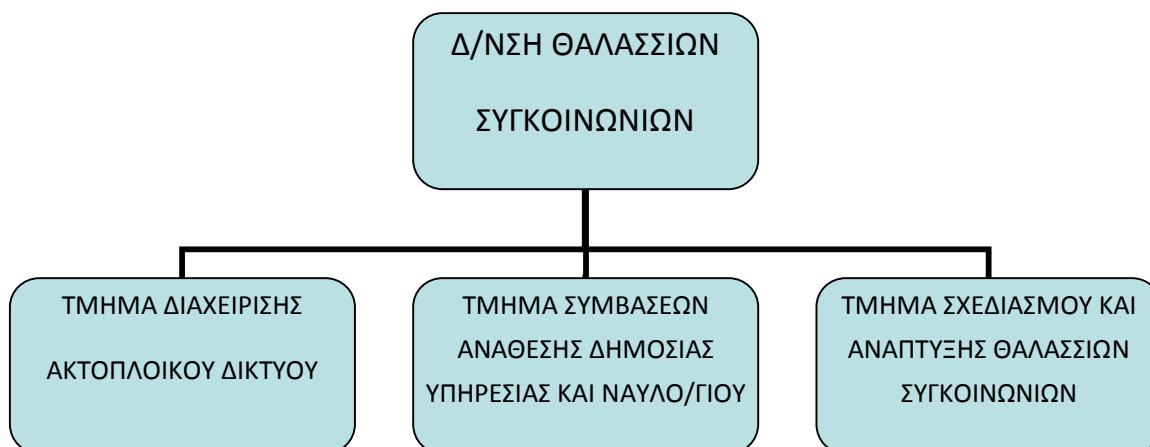 Δ/ΝΣΗ ΘΑΛΑΣΣΙΩΝ
ΣΥΓΚΟΙΝΩΝΙΩΝ
ΤΜΗΜΑ ΔΙΑΧΕΙΡΙΣΗΣ
ΑΚΤΟΠΛΟΙΚΟΥ ΔΙΚΤΥΟΥ
ΤΜΗΜΑ ΣΥΜΒΑΣΕΩΝ
ΑΝΑΘΕΣΗΣ ΔΗΜΟΣΙΑΣ
ΥΠΗΡΕΣΙΑΣ ΚΑΙ ΝΑΥΛΟ/ΓΙΟΥ
ΤΜΗΜΑ ΣΧΕΔΙΑΣΜΟΥ ΚΑΙ
ΑΝΑΠΤΥΞΗΣ ΘΑΛΑΣΣΙΩΝ
ΣΥΓΚΟΙΝΩΝΙΩΝ